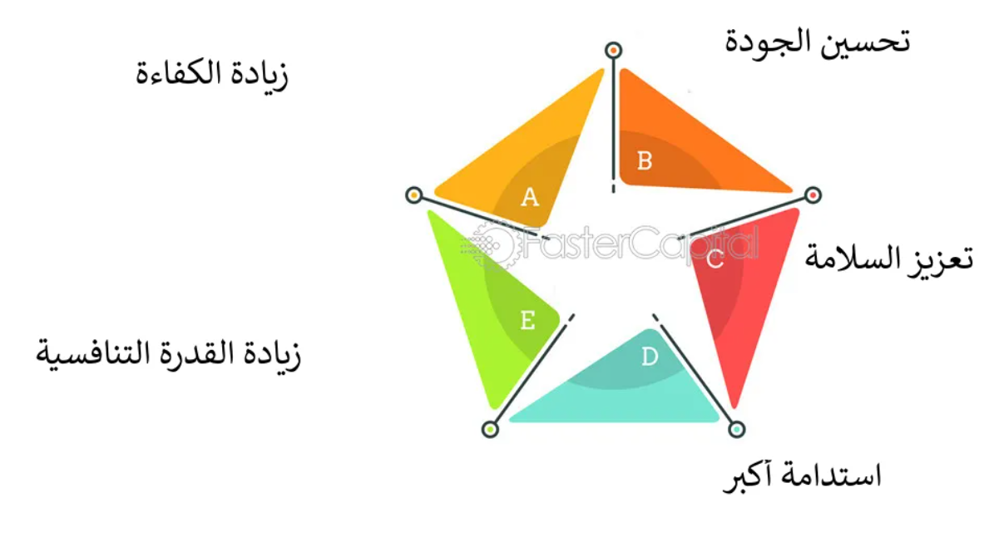 تحسين الجودة
زيادة الكفاءة
B
A
FasterCapital
تعزيز السلامة
C
E
زيادة القدرة التنافسية
D
استدامة أكبر